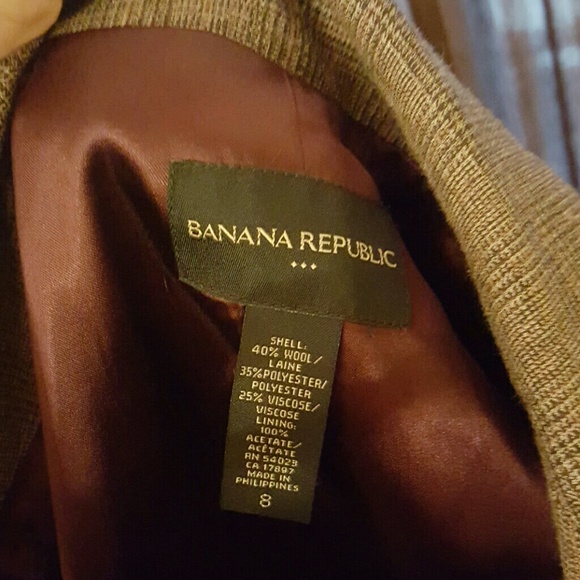 BANANA REPUBLIC
SHELL:
40% WOOL/
LAINE
35%POLYESTER/
POLYESTER
25% VISCOSE/
VISCOSE
LINING:
100%
ACETATE/
ACÉTATE
RN 54023
CA 17897
MADE IN
PHILIPPINES
8